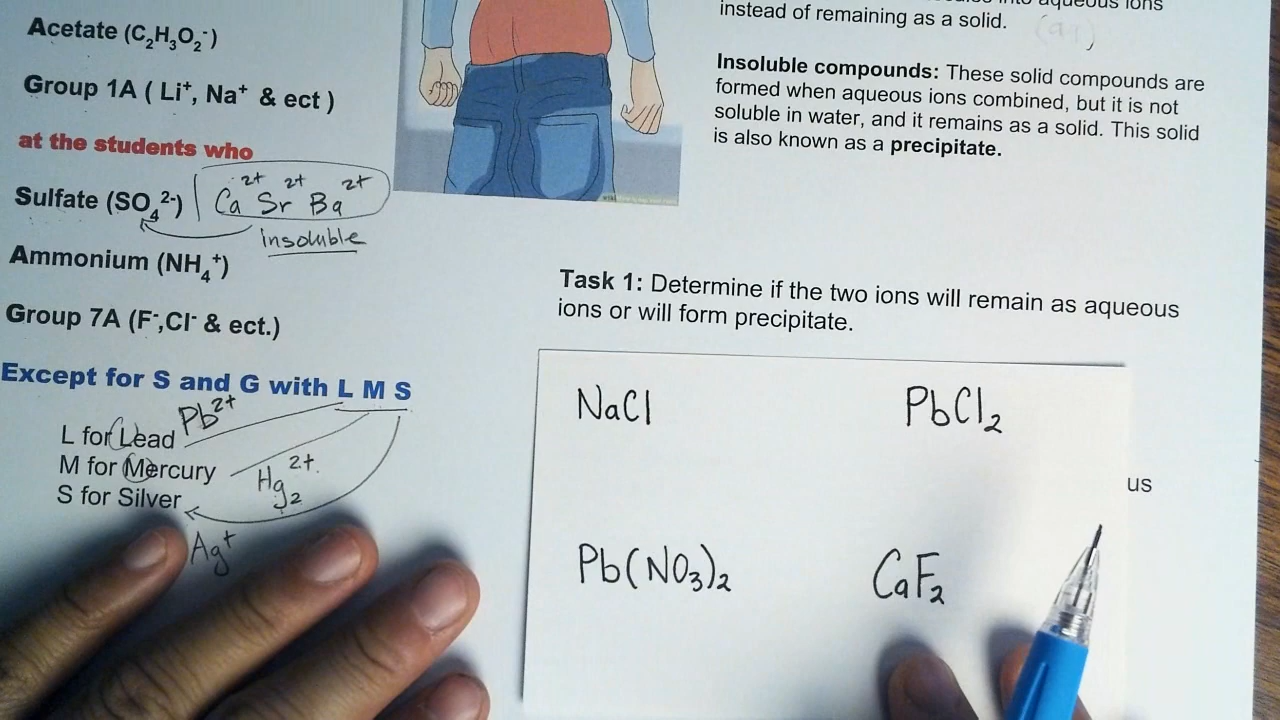 Acetate (C₂H₃O₂⁻)
Group 1A ( Li⁺, Na⁺ & ect )
at the students who
Sulfate (SO₄²⁻) Ca²⁺ Sr²⁺ Ba²⁺
insoluble
Ammonium (NH₄⁺)
Group 7A (F⁻,Cl⁻ & ect.)
Except for S and G with L M S
Pb²⁺
L for Lead
M for Mercury
Hg₂²⁺
S for Silver
Ag⁺
into aqueous ions
instead of remaining as a solid.
(aq)
Insoluble compounds: These solid compounds are
formed when aqueous ions combined, but it is not
soluble in water, and it remains as a solid. This solid
is also known as a precipitate.
Task 1: Determine if the two ions will remain as aqueous
ions or will form precipitate.
NaCl PbCl₂
us
Pb(NO₃)₂ CaF₂